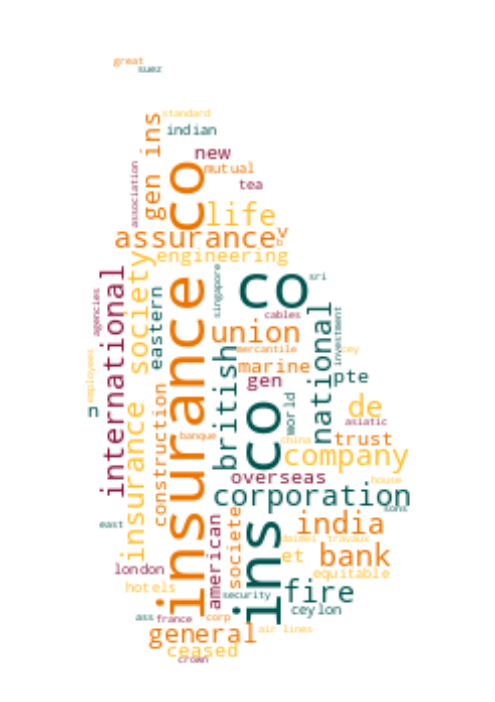 great
suez
standard
gen ins
indian
new
association
mutual
tea
insurance co
life
assurance
v
b
engineering
insurance society
international
singapore
co
sri
eastern
agencies
cables
national
investment
union
british
mercantile
cey
employees
marine
gen
pte
construction
world
de
n
ins co
asiatic
banque
china
trust
company
overseas
house
corporation
sons
american
societe
india
east
daimei
travaux
et
bank
london
equitable
hotels
fire
security
ceylon
ass
france
corp
general
air lines
ceased
crown